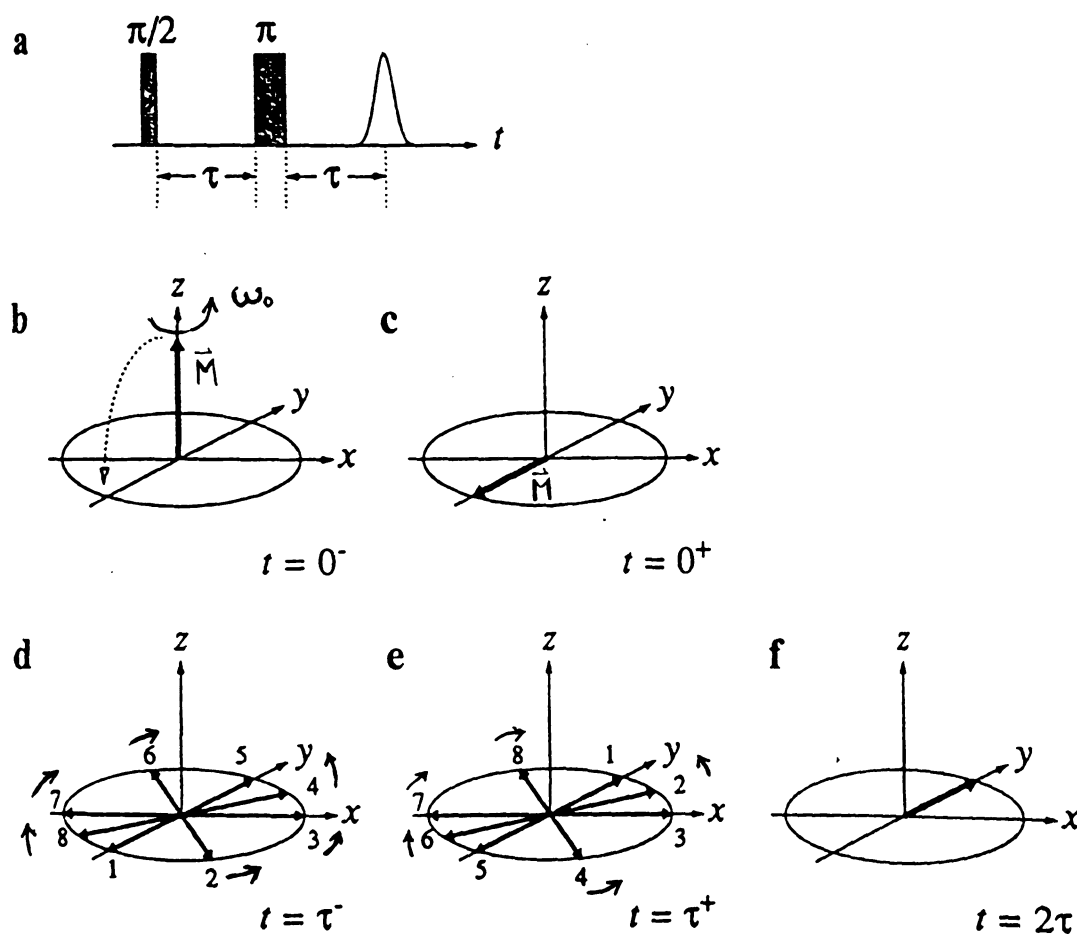 a
π/2 π
t
τ τ
b c
z ω₀ z
M⃗ y y
x x
M⃗
t = 0⁻ t = 0⁺
d e f
z z z
6 5 y 8 1 y y
7 4 x 7 2 x x
8 3 6 3
1 2 5 4
t = τ⁻ t = τ⁺ t = 2τ